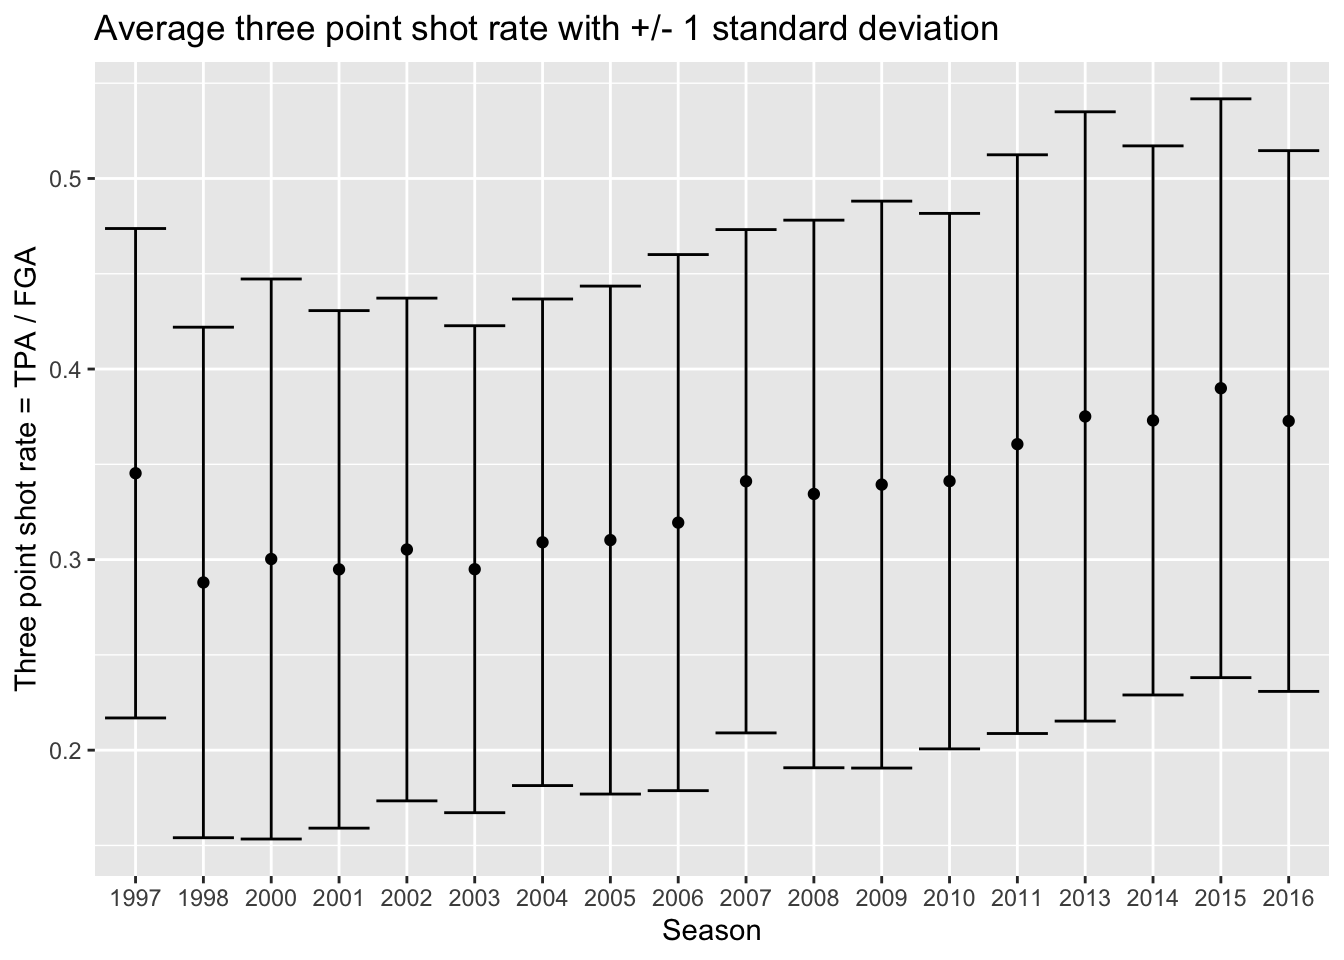 Average three point shot rate with +/- 1 standard deviation
Three point shot rate = TPA / FGA
0.5
0.4
0.3
0.2
1997 1998 2000 2001 2002 2003 2004 2005 2006 2007 2008 2009 2010 2011 2013 2014 2015 2016
Season